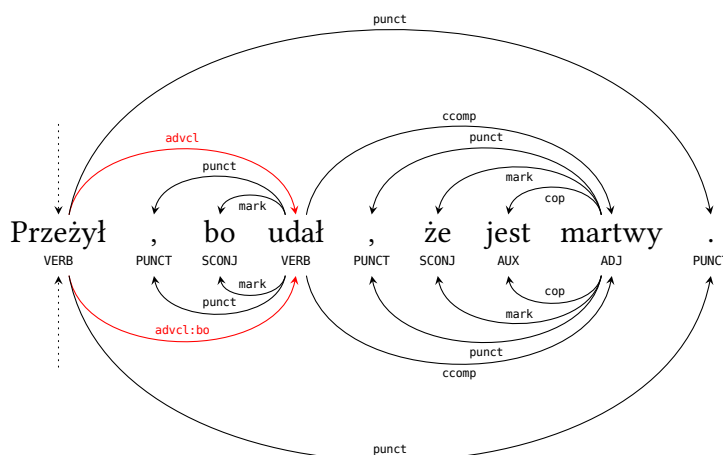 punct
ccomp
advcl
punct
punct
mark
mark
cop
Przeżył , bo udał , że jest martwy .
VERB PUNCT SCONJ VERB PUNCT SCONJ AUX ADJ PUNCT
mark
cop
punct
mark
advcl:bo
punct
ccomp
punct